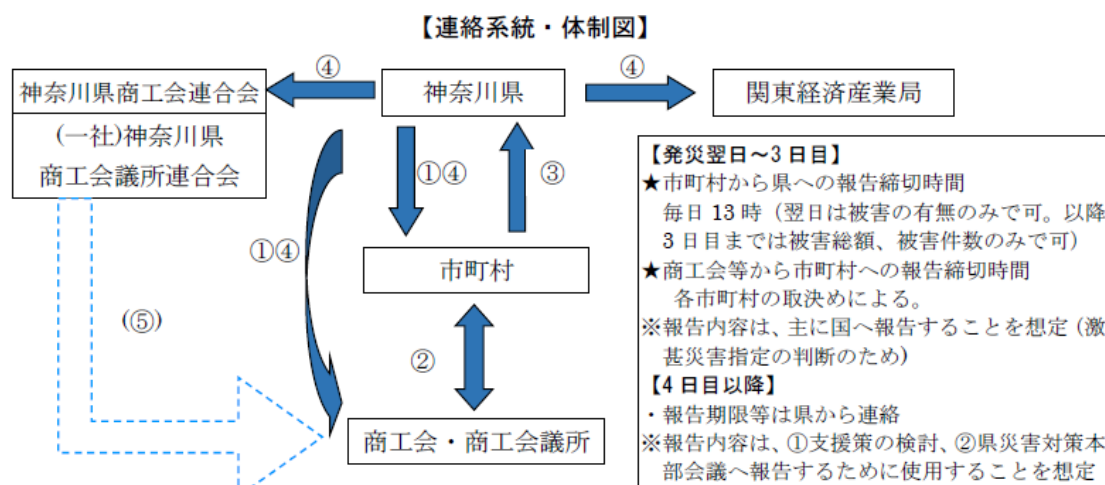 【連絡系統・体制図】
④
④
神奈川県商工会連合会
神奈川県
関東経済産業局
(一社)神奈川県
商工会議所連合会
①④
③
①④
市町村
(⑤)
②
商工会・商工会議所
【発災翌日～3日目】
★市町村から県への報告締切時間
毎日 13 時（翌日は被害の有無のみで可。以降
3 日目までは被害総額、被害件数のみで可）
★商工会等から市町村への報告締切時間
各市町村の取決めによる。
※報告内容は、主に国へ報告することを想定（激
甚災害指定の判断のため）
【4日目以降】
・報告期限等は県から連絡
※報告内容は、①支援策の検討、②県災害対策本
部会議へ報告するために使用することを想定